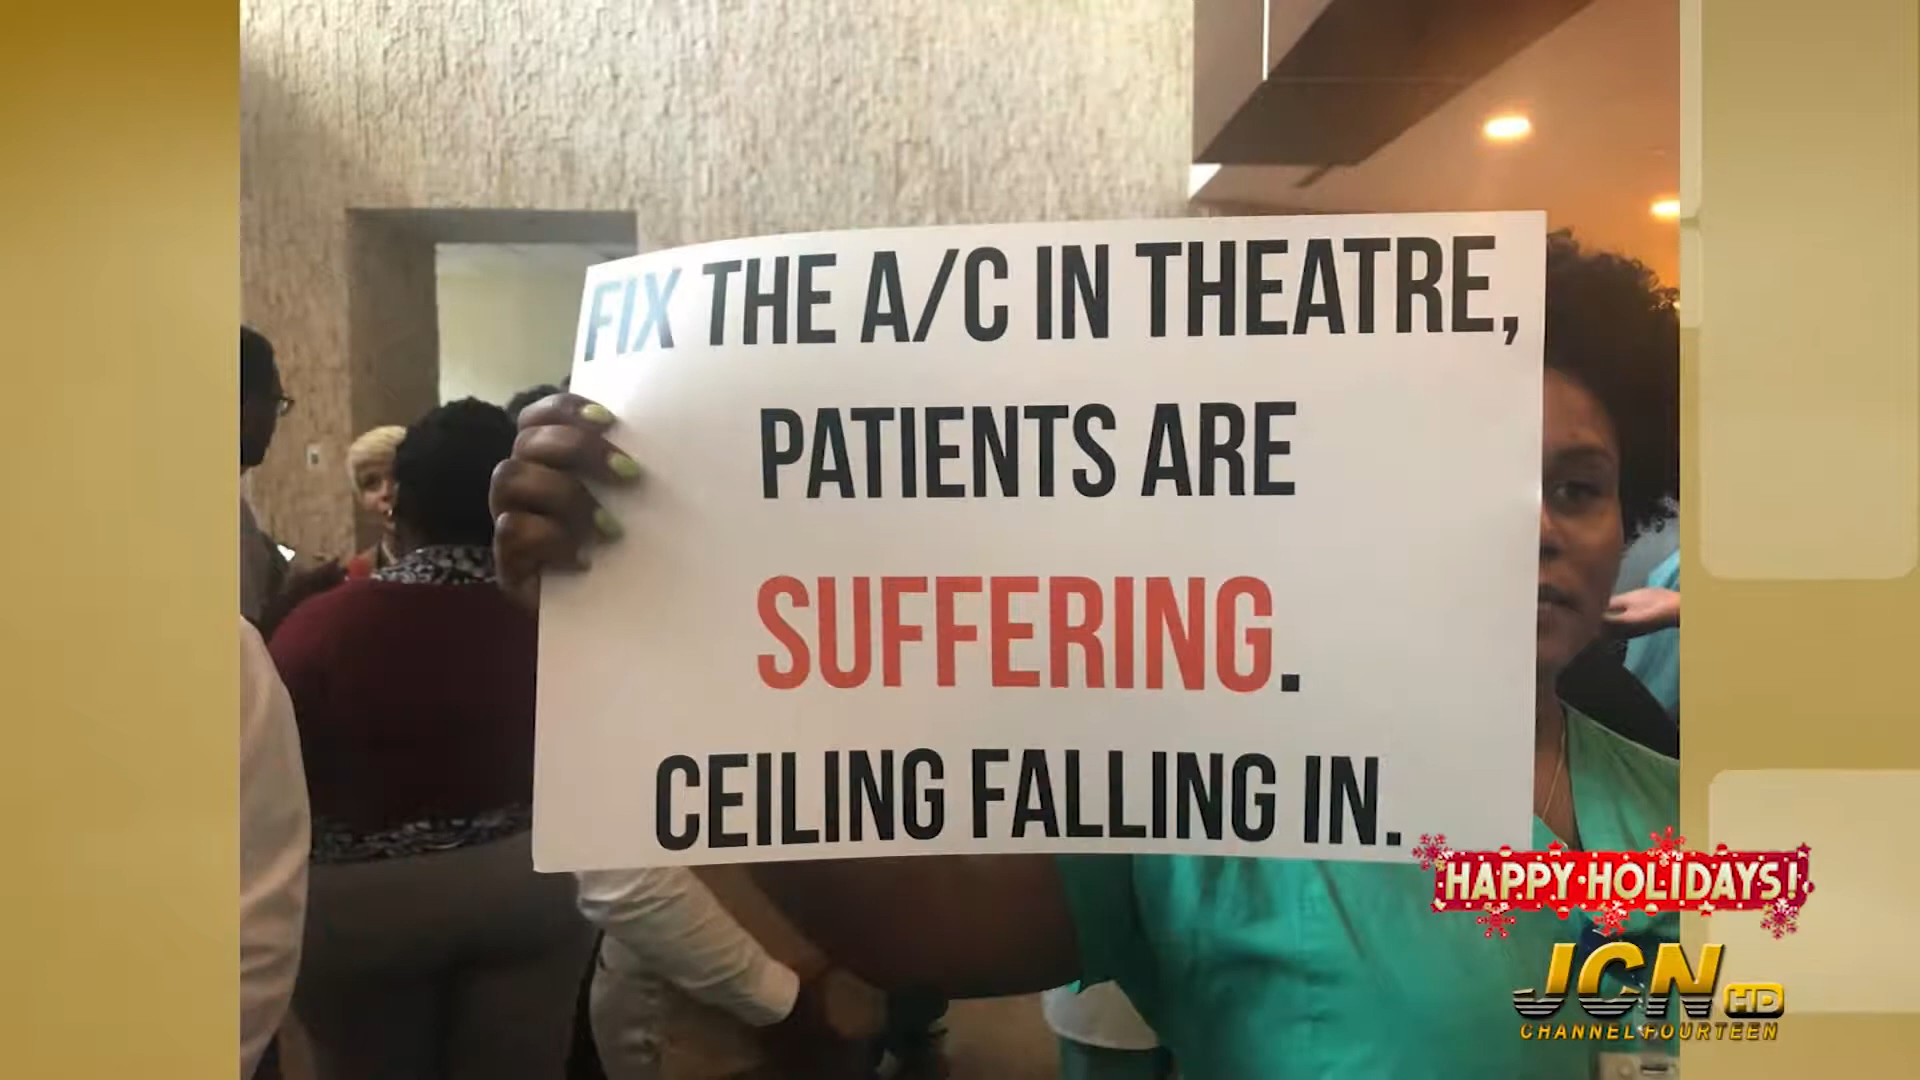 FIX THE A/C IN THEATRE,
PATIENTS ARE
SUFFERING.
CEILING FALLING IN.
HAPPY HOLIDAYS!
JCN HD
CHANNEL FOURTEEN